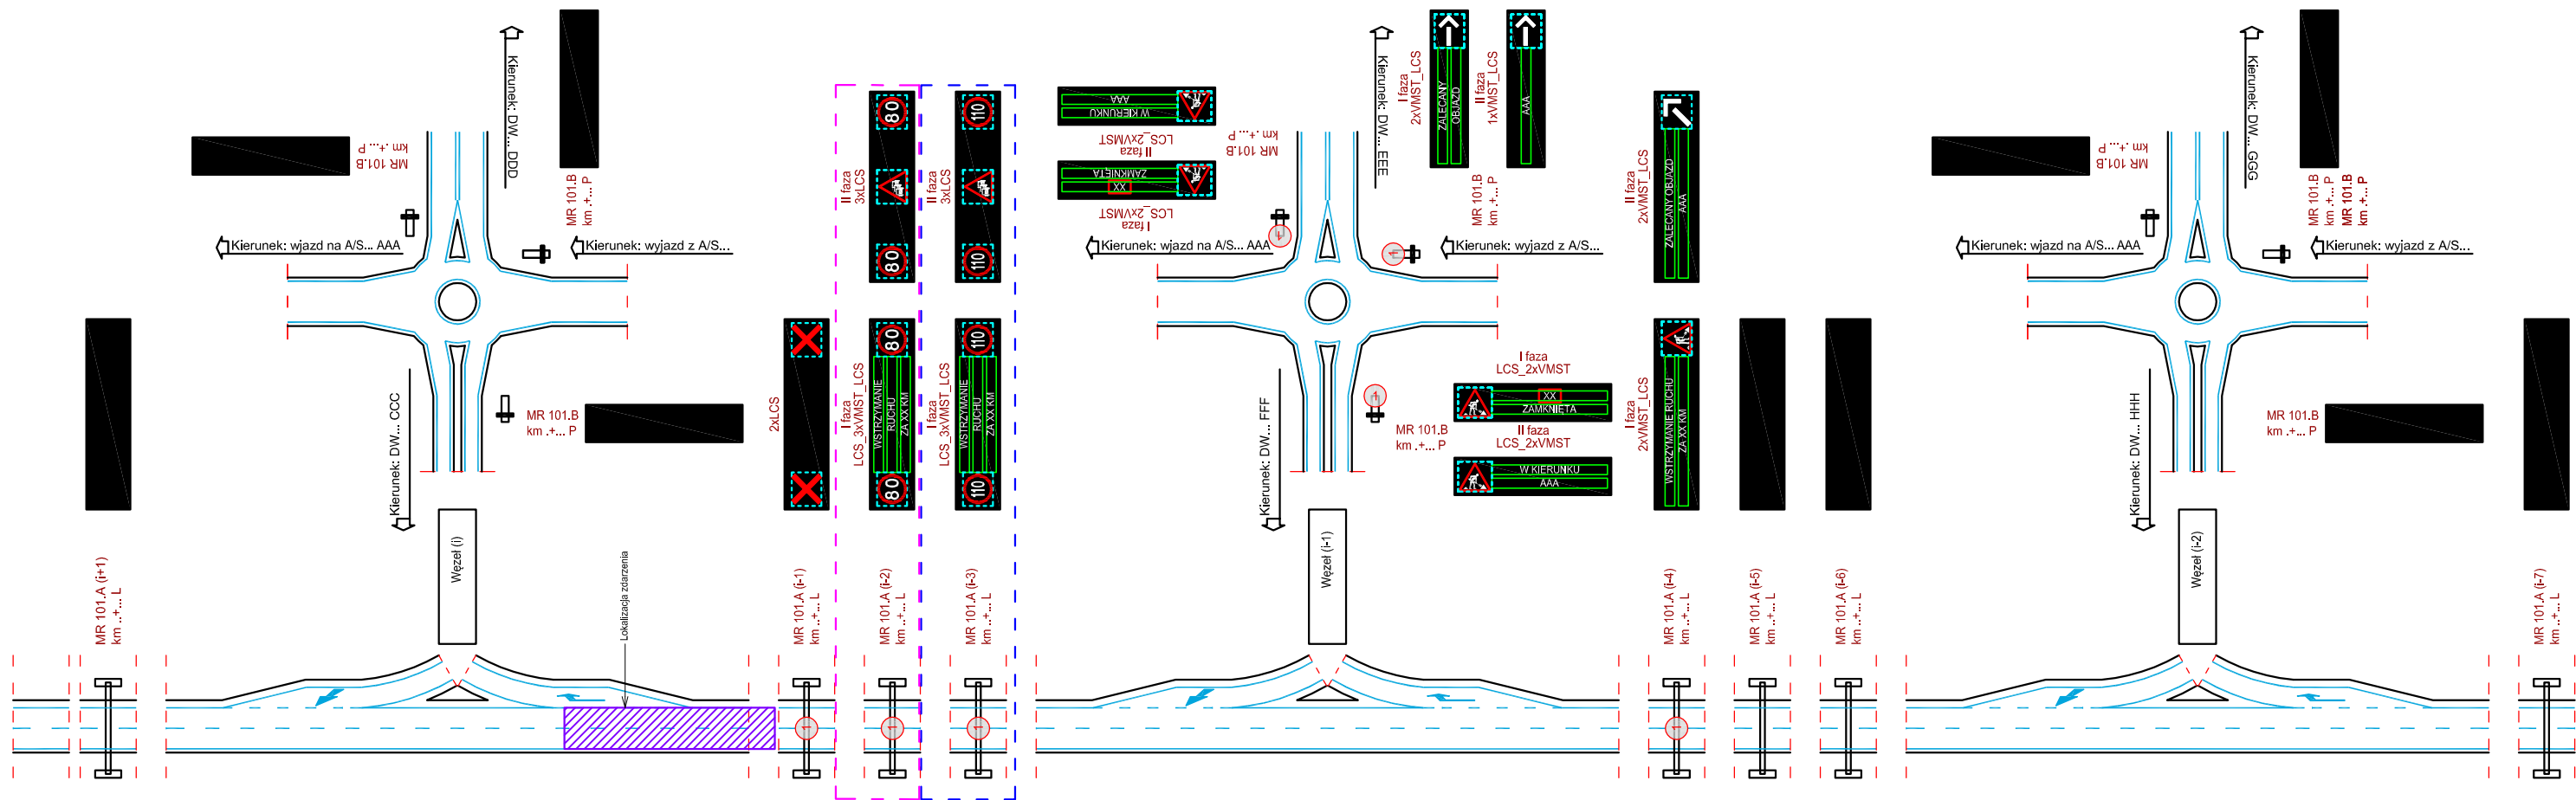 Kierunek: DW... DDD
MR 101.B
km .+... P
MR 101.B
km .+... P
Kierunek: wjazd na A/S... AAA
Kierunek: wyjazd z A/S...
Kierunek: DW... CCC
MR 101.B
km .+... P
Węzeł (i)
Lokalizacja zdarzenia
MR 101.A (i+1)
km ..+... L
2xLCS
MR 101.A (i-1)
km ..+... L
II faza
3xLCS
80
80
I faza
LCS_3xVMST_LCS
80
WSTRZYMANIE
RUCHU
ZA XX KM
80
MR 101.A (i-2)
km ..+... L
II faza
3xLCS
110
110
I faza
LCS_3xVMST_LCS
110
WSTRZYMANIE
RUCHU
ZA XX KM
110
MR 101.A (i-3)
km ..+... L
W KIERUNKU
AAA
II faza
LCS_2xVMST
MR 101.B
km .+... P
XX
ZAMKNIĘTA
I faza
LCS_2xVMST
Kierunek: DW... EEE
I faza
2xVMST_LCS
ZALECANY
OBJAZD
II faza
1xVMST_LCS
AAA
MR 101.B
km .+... P
Kierunek: wjazd na A/S... AAA
Kierunek: wyjazd z A/S...
Kierunek: DW... FFF
I faza
LCS_2xVMST
XX
ZAMKNIĘTA
II faza
LCS_2xVMST
W KIERUNKU
AAA
MR 101.B
km .+... P
Węzeł (i-1)
II faza
2xVMST_LCS
ZALECANY OBJAZD
AAA
I faza
2xVMST_LCS
WSTRZYMANIE RUCHU
ZA XX KM
MR 101.A (i-4)
km ..+... L
MR 101.A (i-5)
km ..+... L
MR 101.A (i-6)
km ..+... L
MR 101.B
km .+... P
Kierunek: DW... GGG
MR 101.B
km .+... P
MR 101.B
km .+... P
Kierunek: wjazd na A/S... AAA
Kierunek: wyjazd z A/S...
Kierunek: DW... HHH
MR 101.B
km .+... P
Węzeł (i-2)
MR 101.A (i-7)
km ..+... L